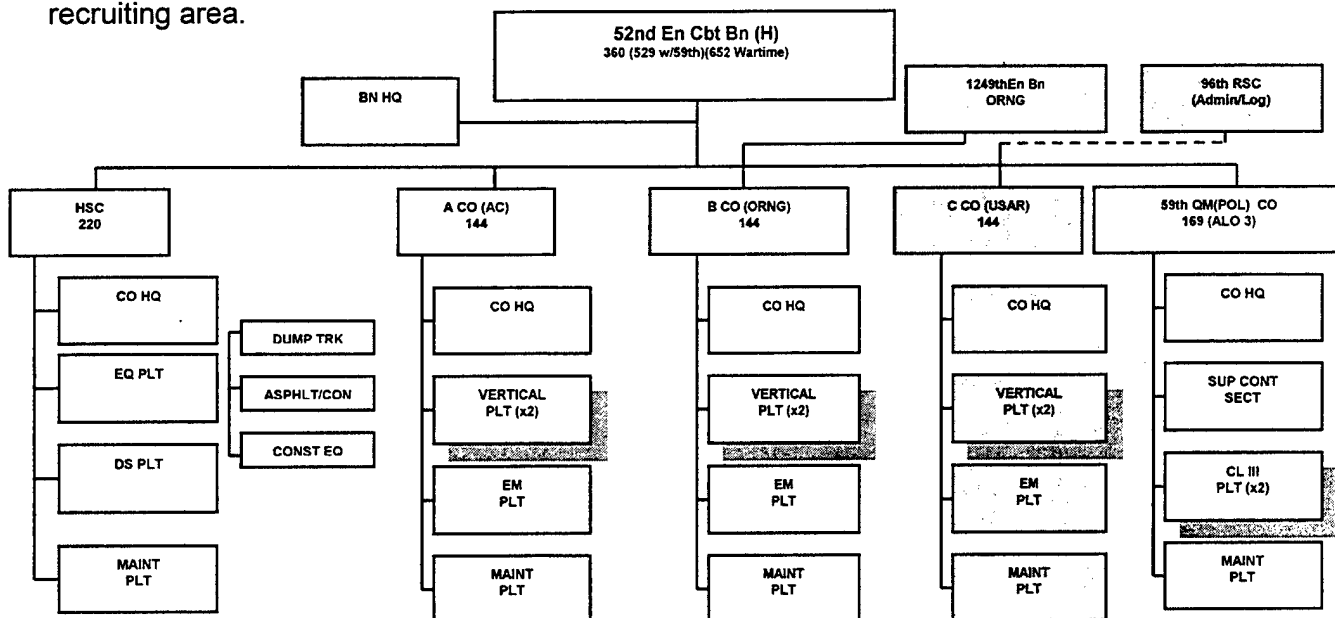 recruiting area.
52nd En Cbt Bn (H)
360 (529 w/59th)(652 Wartime)
BN HQ
1249thEn Bn
ORNG
96th RSC
(Admin/Log)
HSC
220
A CO (AC)
144
B CO (ORNG)
144
C CO (USAR)
144
59th QM(POL) CO
169 (ALO 3)
CO HQ
EQ PLT
DS PLT
MAINT
PLT
DUMP TRK
ASPHLT/CON
CONST EQ
CO HQ
VERTICAL
PLT (x2)
EM
PLT
MAINT
PLT
CO HQ
VERTICAL
PLT (x2)
EM
PLT
MAINT
PLT
CO HQ
VERTICAL
PLT (x2)
EM
PLT
MAINT
PLT
CO HQ
SUP CONT
SECT
CL III
PLT (x2)
MAINT
PLT